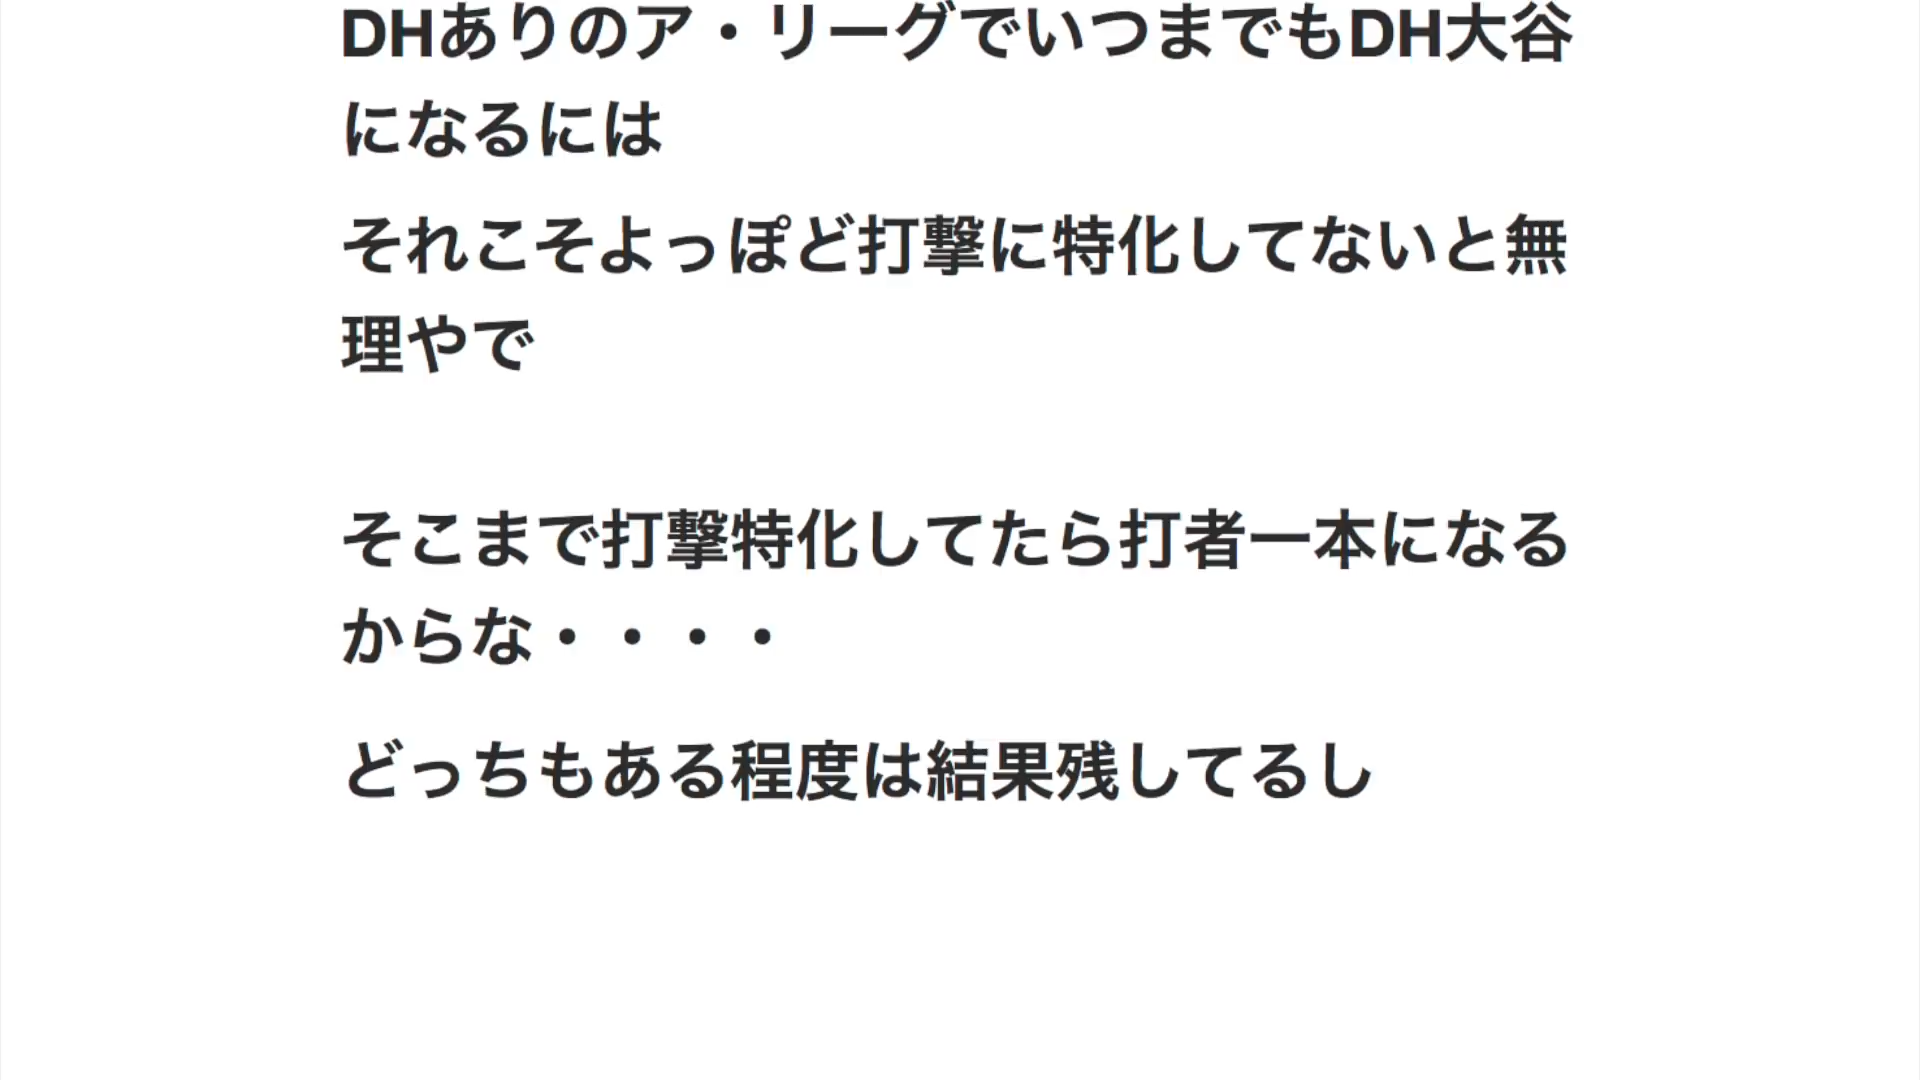 DHありのア・リーグでいつまでもDH大谷
になるには
それこそよっぽど打撃に特化してないと無
理やで
そこまで打撃特化してたら打者一本になる
からな・・・・
どっちもある程度は結果残してるし